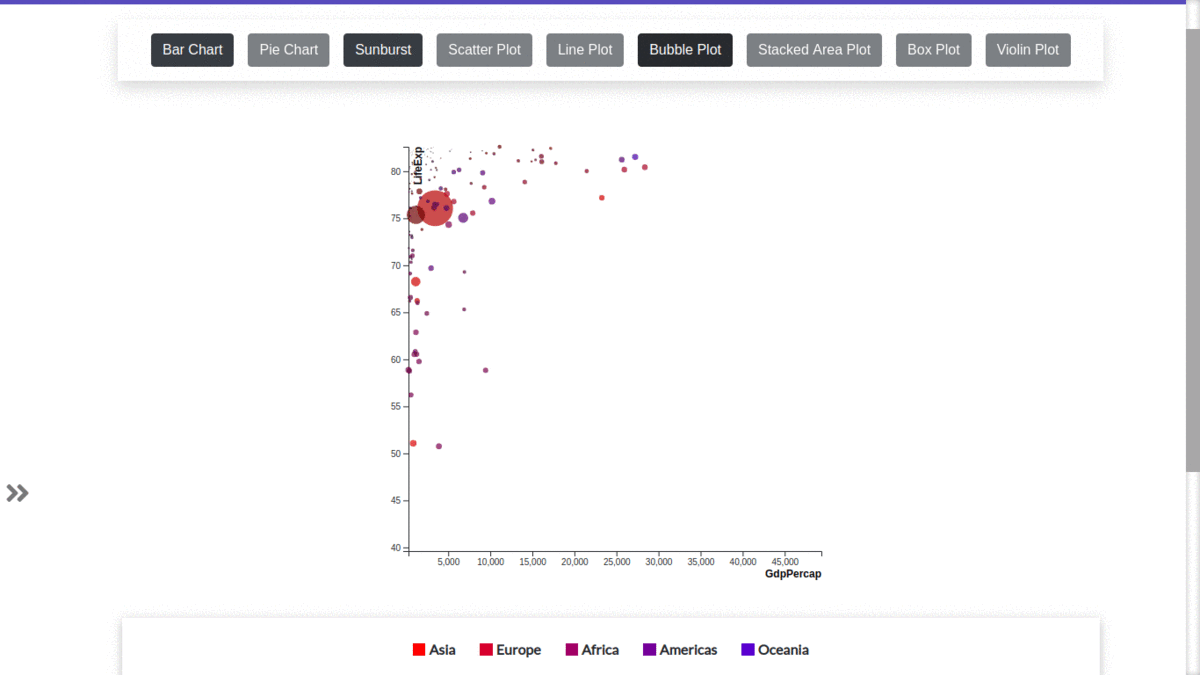 Bar Chart Pie Chart Sunburst Scatter Plot Line Plot Bubble Plot Stacked Area Plot Box Plot Violin Plot
LifeExp
80
75
70
65
60
55
50
45
40
5,000 10,000 15,000 20,000 25,000 30,000 35,000 40,000 45,000
GdpPercap
Asia Europe Africa Americas Oceania